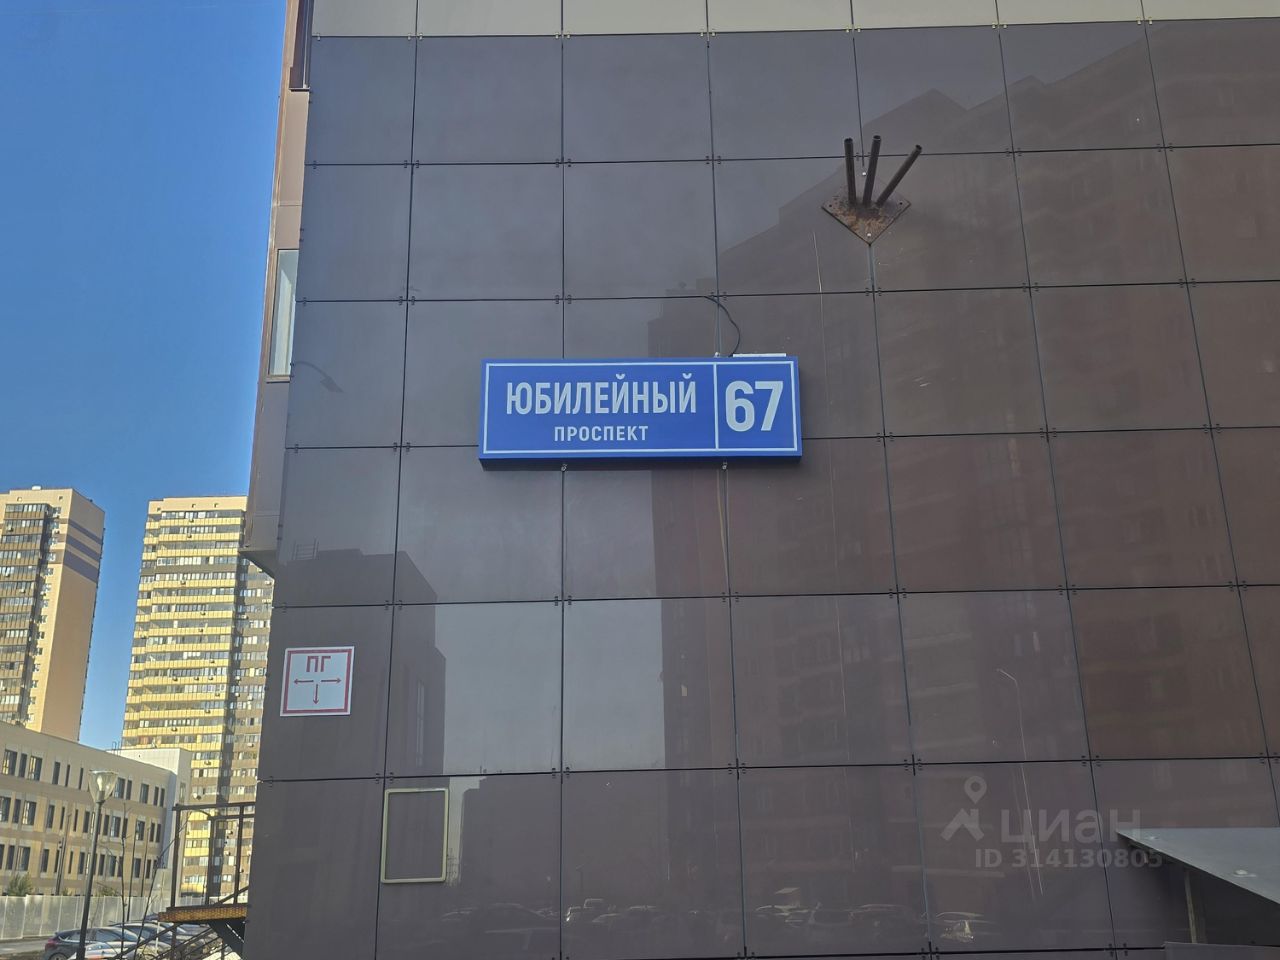 ЮБИЛЕЙНЫЙ
ПРОСПЕКТ
67
ПГ
циан
ID 314130805